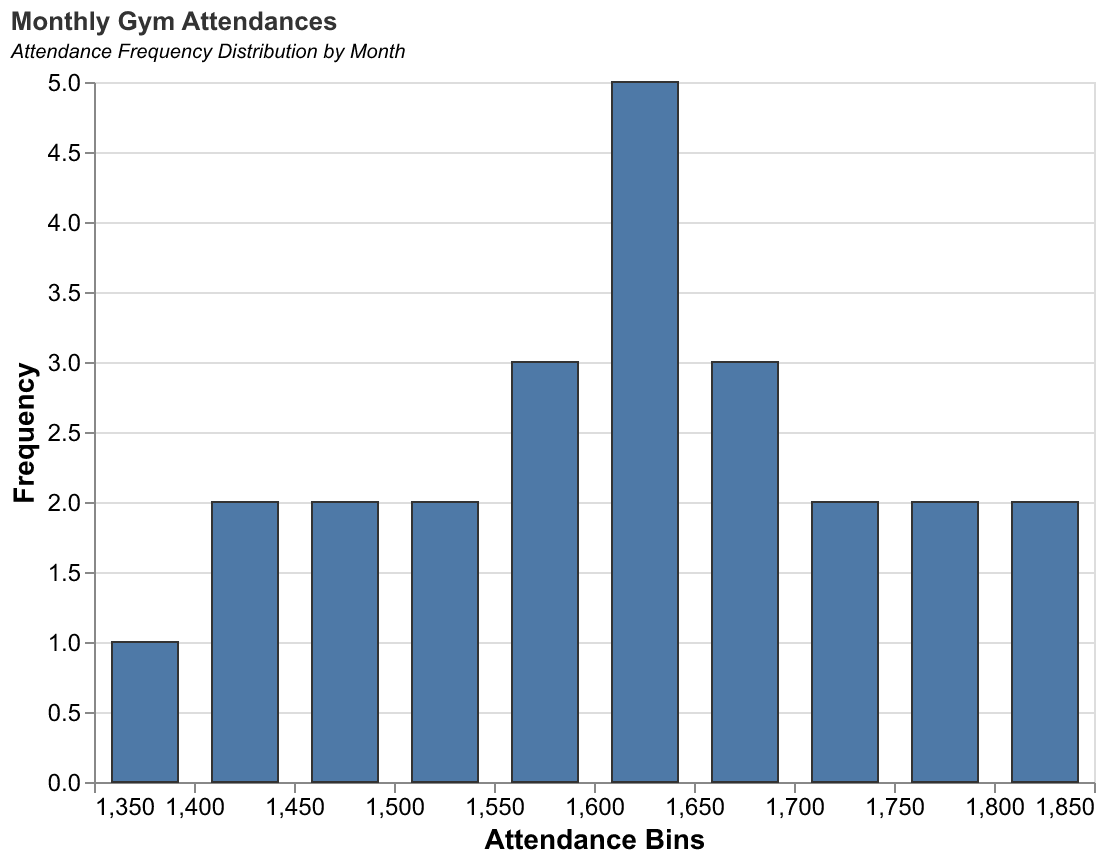 Monthly Gym Attendances
Attendance Frequency Distribution by Month
5.0
4.5
4.0
3.5
3.0
2.5
2.0
1.5
1.0
0.5
0.0
Frequency
1,350 1,400 1,450 1,500 1,550 1,600 1,650 1,700 1,750 1,800 1,850
Attendance Bins